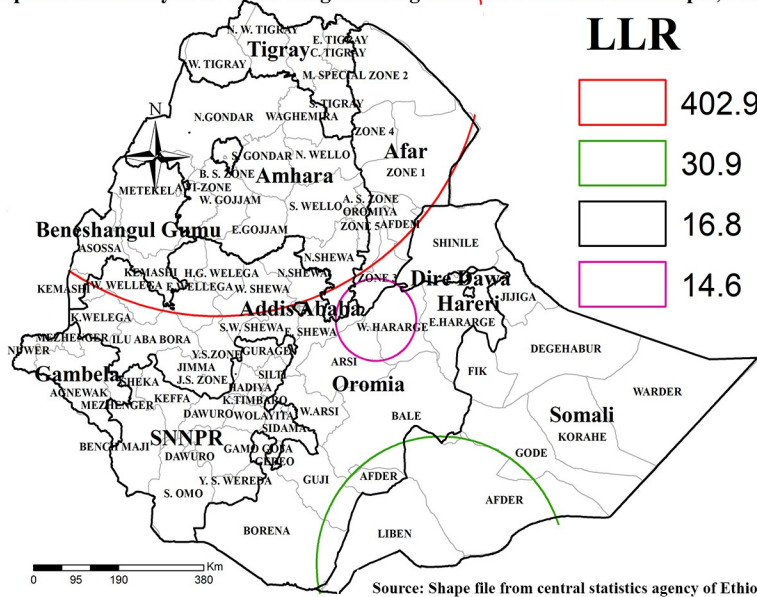 LLR
402.9
30.9
16.8
14.6
N
N. W. TIGRAY
E. TIGRAY
Tigray
C. TIGRAY
W. TIGRAY
M. SPECIAL ZONE 2
S. TIGRAY
N.GONDAR
WAGHEMIRA
ZONE 4
Afar
S. GONDAR
N. WELLO
ZONE 1
B. S. ZONE
Amhara
METEKEL
W. GOJJAM
A. S. ZONE
S. WELLO
OROMIYA
ZONE 5
AFDEM
Beneshangul Gumu
E.GOJJAM
SHINILE
ASOSSA
N.SHEWA
KEMASHI
H.G. WELEGA
N.SHEWA
ZONE 3
Dire Dawa
KEMASHI
W. WELLEGA
E.WELLEGA
W. SHEWA
Hareri
JIJIGA
Addis Ababa
K.WELEGA
S.W. SHEWA
E. SHEWA
W. HARARGE
E.HARARGE
MEZHENGER
ILU ABA BORA
NEWER
Y.S.ZONE
GURAGEN
ARSI
DEGEHABUR
JIMMA
Gambela
SHEKA
J.S. ZONE
SILTI
FIK
HADIYA
Oromia
AGNEWAK
KEFFA
K.TIMBARO
WARDER
MEZHENGER
DAWURO
WOLAYITA
W.ARSI
BALE
Somali
SIDAMA
KORAHE
SNNPR
BENCH MAJI
GAMO GOFA
GODE
DAWURO
GEDEO
Y. S. WEREDA
GUJI
AFDER
S. OMO
AFDER
BORENA
LIBEN
Km
0 95 190 380
Source: Shape file from central statistics agency of Ethio